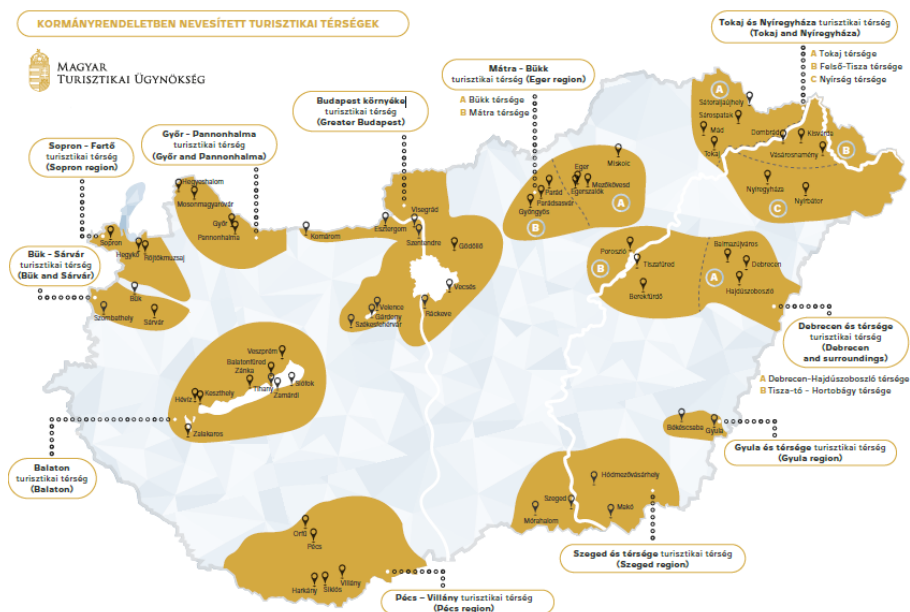 KORMÁNYRENDELETBEN NEVESÍTETT TURISZTIKAI TÉRSÉGEK
MAGYAR
TURISZTIKAI ÜGYNÖKSÉG
Tokaj és Nyíregyháza turisztikai térség
(Tokaj and Nyíregyháza)
A Tokaj térsége
B Felső-Tisza térsége
C Nyírség térsége
Mátra - Bükk
turisztikai térség (Eger region)
A Bükk térsége
B Mátra térsége
Budapest környéke
turisztikai térség
(Greater Budapest)
Győr - Pannonhalma
turisztikai térség
(Győr and Pannonhalma)
Sopron - Fertő
turisztikai térség
(Sopron region)
Bük - Sárvár
turisztikai térség
(Bük and Sárvár)
A
Sátoraljaújhely
Sárospatak
Mád
Tokaj
Dombrád
Kisvárda
Vásárosnamény
B
Nyíregyháza
Nyírbátor
C
Miskolc
Eger
Egerszalók
Mezőkövesd
Parád
Parádsasvár
Gyöngyös
A
B
Hegyeshalom
Mosonmagyaróvár
Győr
Pannonhalma
Komárom
Esztergom
Visegrád
Szentendre
Gödöllő
Vecsés
Ráckeve
Velence
Gárdony
Székesfehérvár
Sopron
Hegykő
Bük
Szombathely
Sárvár
Poroszló
Tiszafüred
Berekfürdő
B
Balmazújváros
Debrecen
Hajdúszoboszló
A
Debrecen és térsége
turisztikai térség
(Debrecen
and surroundings)
A Debrecen-Hajdúszoboszló térsége
B Tisza-tó - Hortobágy térsége
Veszprém
Balatonfüred
Zánka
Tihany
Siófok
Zamárdi
Hévíz
Keszthely
Zalakaros
Balaton
turisztikai térség
(Balaton)
Békéscsaba
Gyula
Gyula és térsége turisztikai térség
(Gyula region)
Hódmezővásárhely
Szeged
Makó
Mórahalom
Szeged és térsége turisztikai térség
(Szeged region)
Orfű
Pécs
Harkány
Siklós
Villány
Pécs - Villány turisztikai térség
(Pécs region)